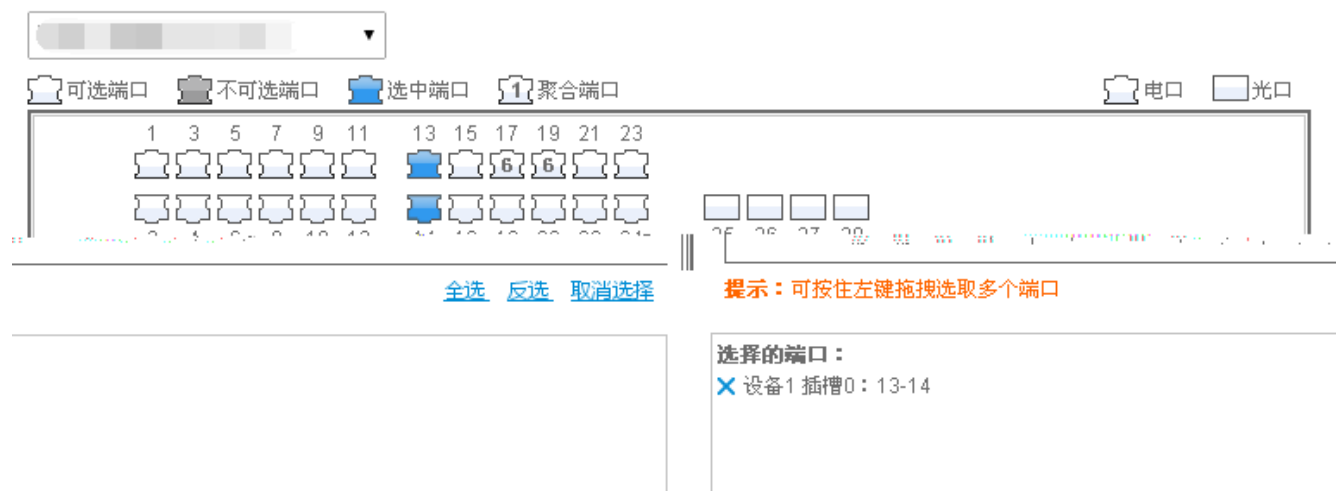 可选端口 不可选端口 选中端口 1 聚合端口 电口 光口
1 3 5 7 9 11 13 15 17 19 21 23
6 6
全选 反选 取消选择 提示：可按住左键拖拽选取多个端口
选择的端口：
设备1 插槽0：13-14